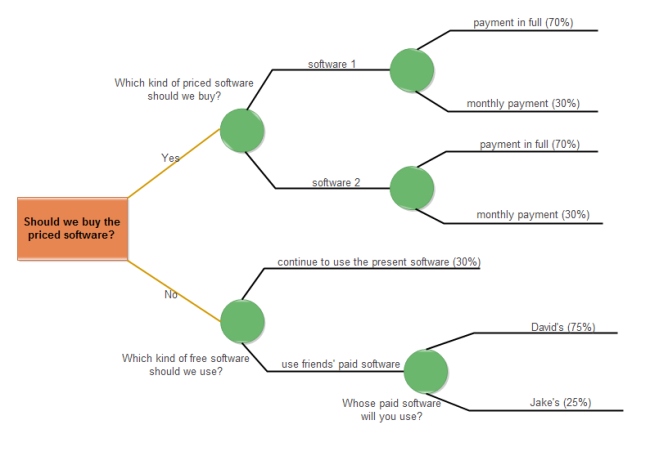 payment in full (70%)
software 1
Which kind of priced software
should we buy?
monthly payment (30%)
payment in full (70%)
Yes
software 2
monthly payment (30%)
Should we buy the
priced software?
continue to use the present software (30%)
No
David's (75%)
Which kind of free software
should we use?
use friends' paid software
Whose paid software
will you use?
Jake's (25%)